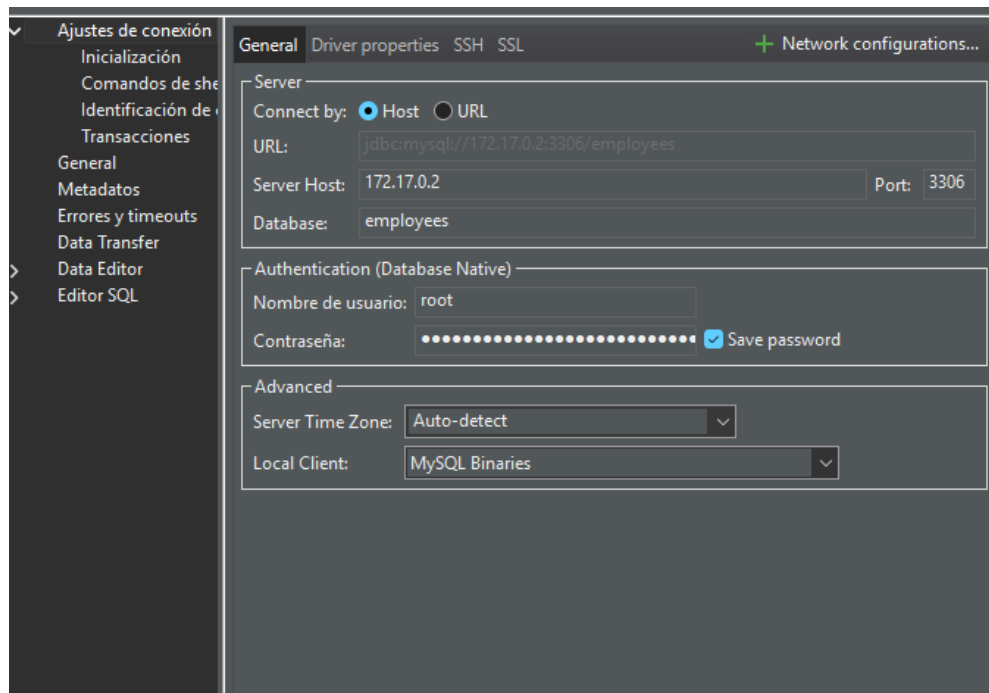 Ajustes de conexión
Inicialización
Comandos de she
Identificación de
Transacciones
General
Metadatos
Errores y timeouts
Data Transfer
Data Editor
Editor SQL
General Driver properties SSH SSL + Network configurations...
Server
Connect by: Host URL
URL: jdbc:mysql://172.17.0.2:3306/employees
Server Host: 172.17.0.2 Port: 3306
Database: employees
Authentication (Database Native)
Nombre de usuario: root
Contraseña: •••••••••••••••••••••••• Save password
Advanced
Server Time Zone: Auto-detect
Local Client: MySQL Binaries